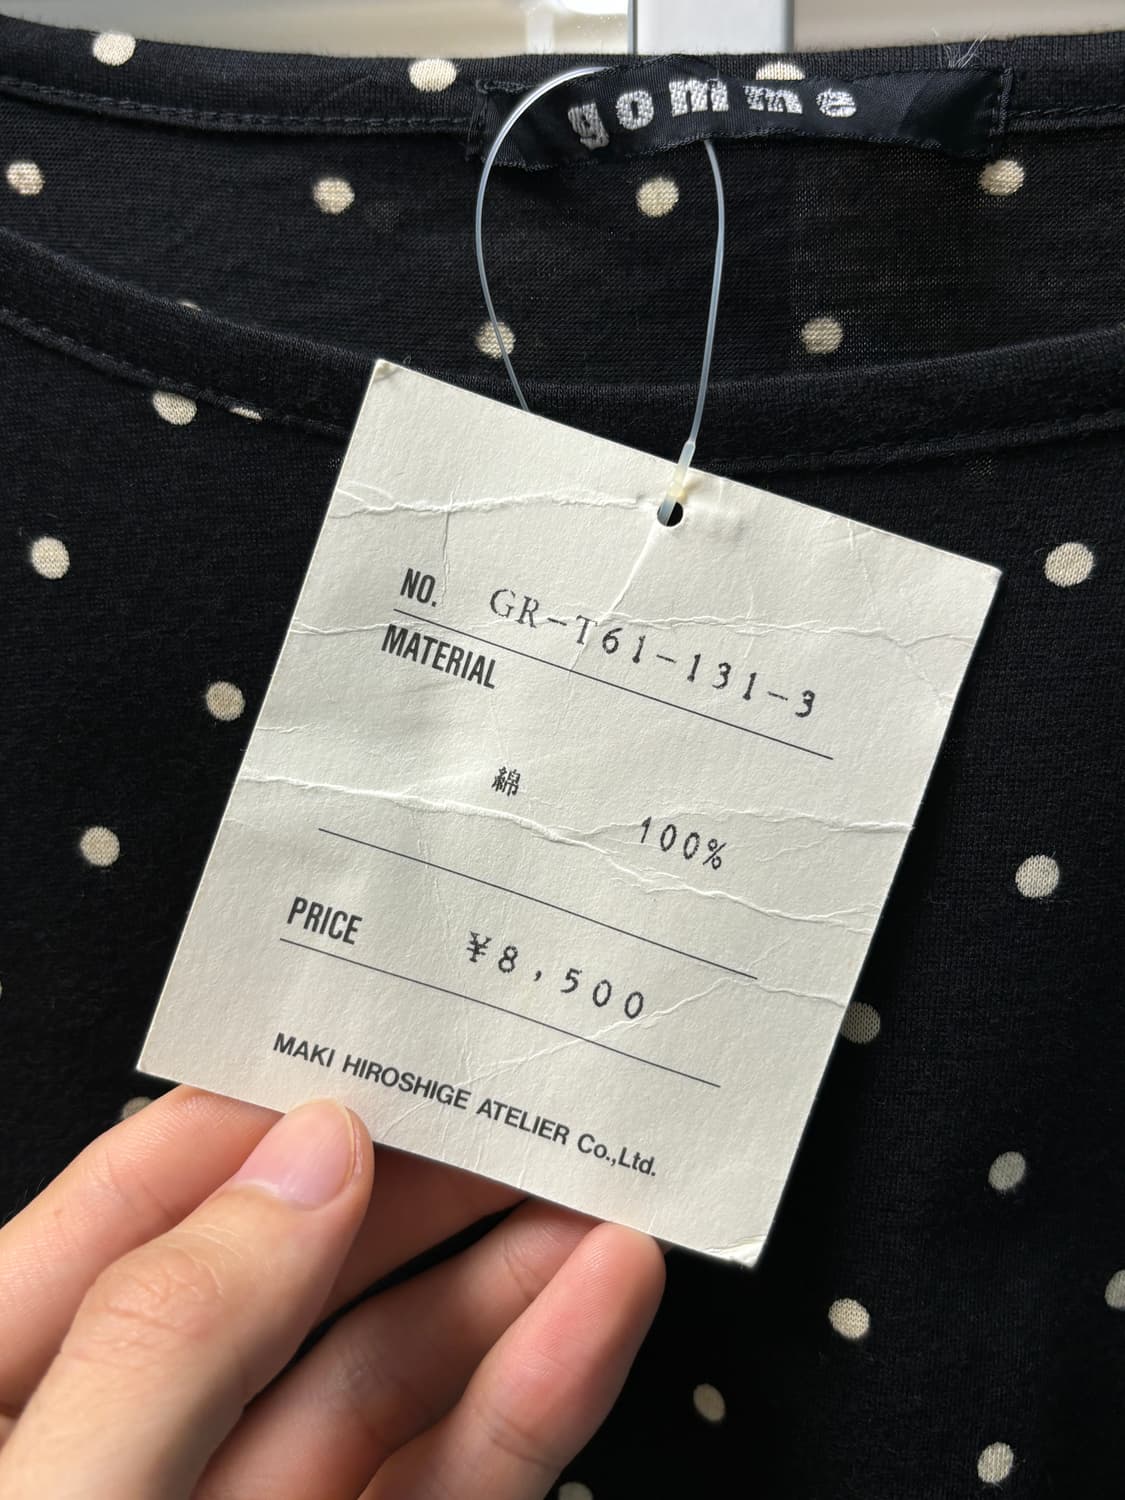 gomme
NO. GR-T61-131-3
MATERIAL
綿 100%
PRICE ¥8,500
MAKI HIROSHIGE ATELIER Co.,Ltd.